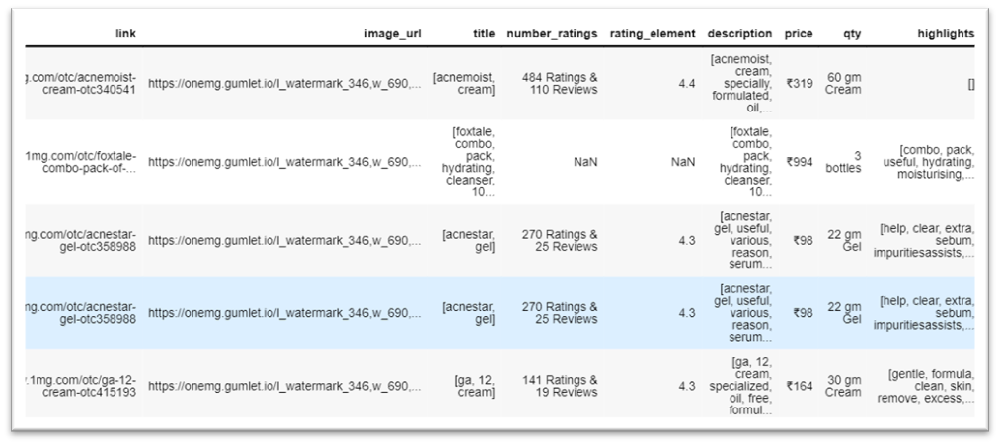 link image_url title number_ratings rating_element description price qty highlights
g.com/otc/acnemoist-cream-otc340541 https://onemg.gumlet.io/l_watermark_346,w_690,... [acnemoist, cream] 484 Ratings & 110 Reviews 4.4 [acnemoist, cream, specially, formulated, oil,... ₹319 60 gm Cream []
1mg.com/otc/foxtale-combo-pack-of-... https://onemg.gumlet.io/l_watermark_346,w_690,... [foxtale, combo, pack, hydrating, cleanser, 10... NaN NaN [foxtale, combo, pack, hydrating, cleanser, 10... ₹994 3 bottles [combo, pack, useful, hydrating, moisturising,...
ng.com/otc/acnestar-gel-otc358988 https://onemg.gumlet.io/l_watermark_346,w_690,... [acnestar, gel] 270 Ratings & 25 Reviews 4.3 [acnestar, gel, useful, various, reason, serum... ₹98 22 gm Gel [help, clear, extra, sebum, impuritiesassists,...
ng.com/otc/acnestar-gel-otc358988 https://onemg.gumlet.io/l_watermark_346,w_690,... [acnestar, gel] 270 Ratings & 25 Reviews 4.3 [acnestar, gel, useful, various, reason, serum... ₹98 22 gm Gel [help, clear, extra, sebum, impuritiesassists,...
.1mg.com/otc/ga-12-cream-otc415193 https://onemg.gumlet.io/l_watermark_346,w_690,... [ga, 12, cream] 141 Ratings & 19 Reviews 4.3 [ga, 12, cream, specialized, oil, free, formul... ₹164 30 gm Cream [gentle, formula, clean, skin, remove, excess,...